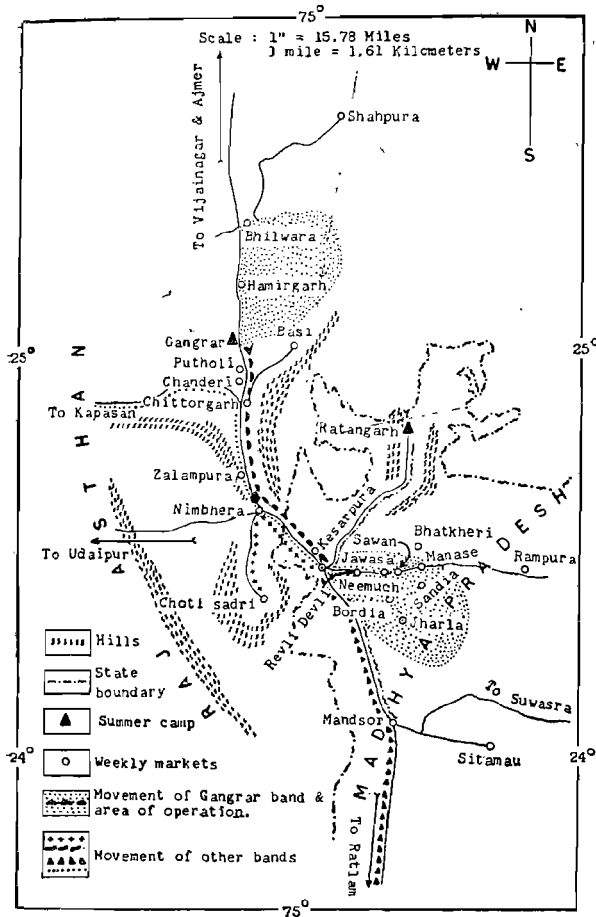 75°
Scale : 1" = 15.78 Miles
1 mile = 1.61 Kilometers
N
W E
S
To Vijainagar & Ajmer
Shahpura
Bhilwara
Hamirgarh
Gangrar
Basi
25°
25°
Putholi
Chanderi
Chittorgarh
To Kapasan
Ratangarh
Zalampura
Nimbhera
Kesarpura
To Udaipur
Sawan
Bhatkheri
Jawasa
Manase
Rampura
Neemuch
Sandia
Choti sadri
Revli Devli
Bordia
Jharla
RAJASTHAN
MADHYA PRADESH
Hills
State
boundary
Summer camp
Mandsor
To Suwasra
Sitamau
24°
24°
Weekly markets
Movement of Gangrar band &
area of operation.
Movement of other bands
To Ratlam
75°